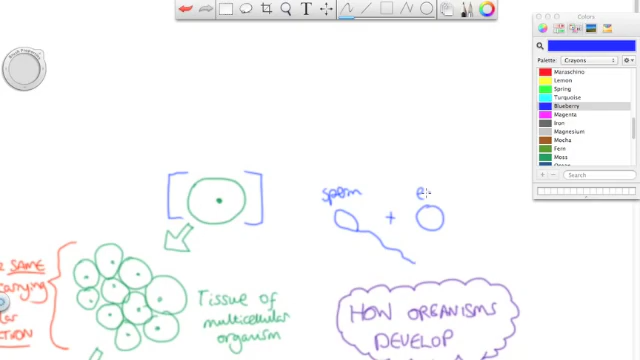 Colors
Palette: Crayons
Maraschino
Lemon
Spring
Turquoise
Blueberry
Magenta
Iron
Magnesium
Mocha
Fern
Moss
Search
sperm
+
SAME
carrying
Tissue of
multicellular
organism
HOW ORGANISMS
DEVELOP